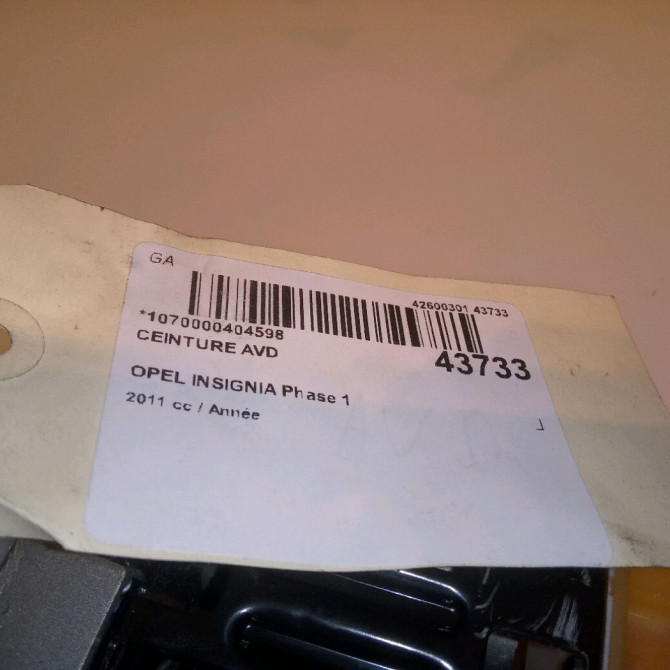 GA
42600301 43733
*1070000404598
43733
CEINTURE AVD
OPEL INSIGNIA Phase 1
2011 cc / Année